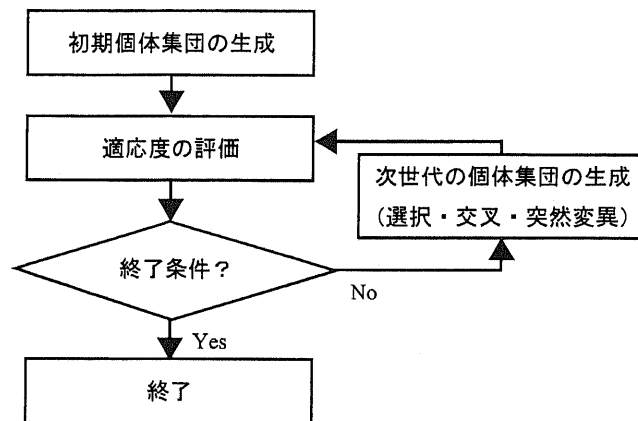 初期個体集団の生成
適応度の評価
次世代の個体集団の生成
(選択・交叉・突然変異)
終了条件?
No
Yes
終了